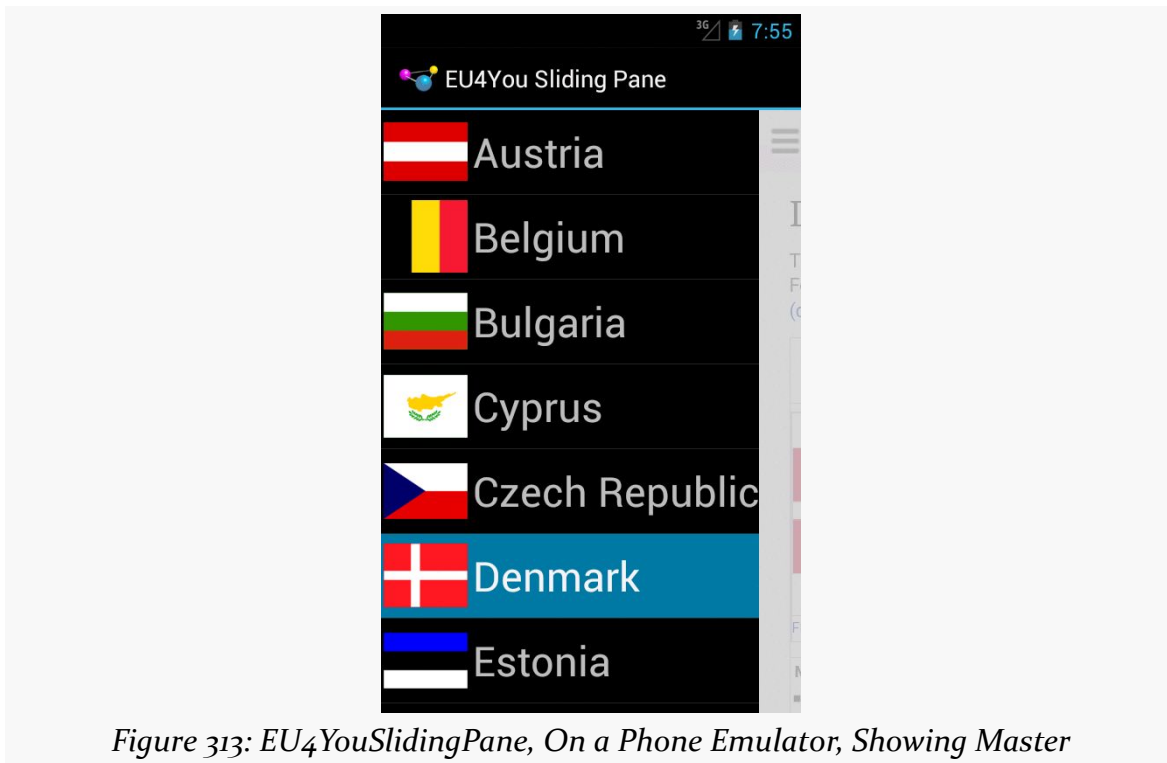 3G 7:55
EU4You Sliding Pane
Austria
Belgium
Bulgaria
Cyprus
Czech Republic
Denmark
Estonia
Figure 313: EU4YouSlidingPane, On a Phone Emulator, Showing Master